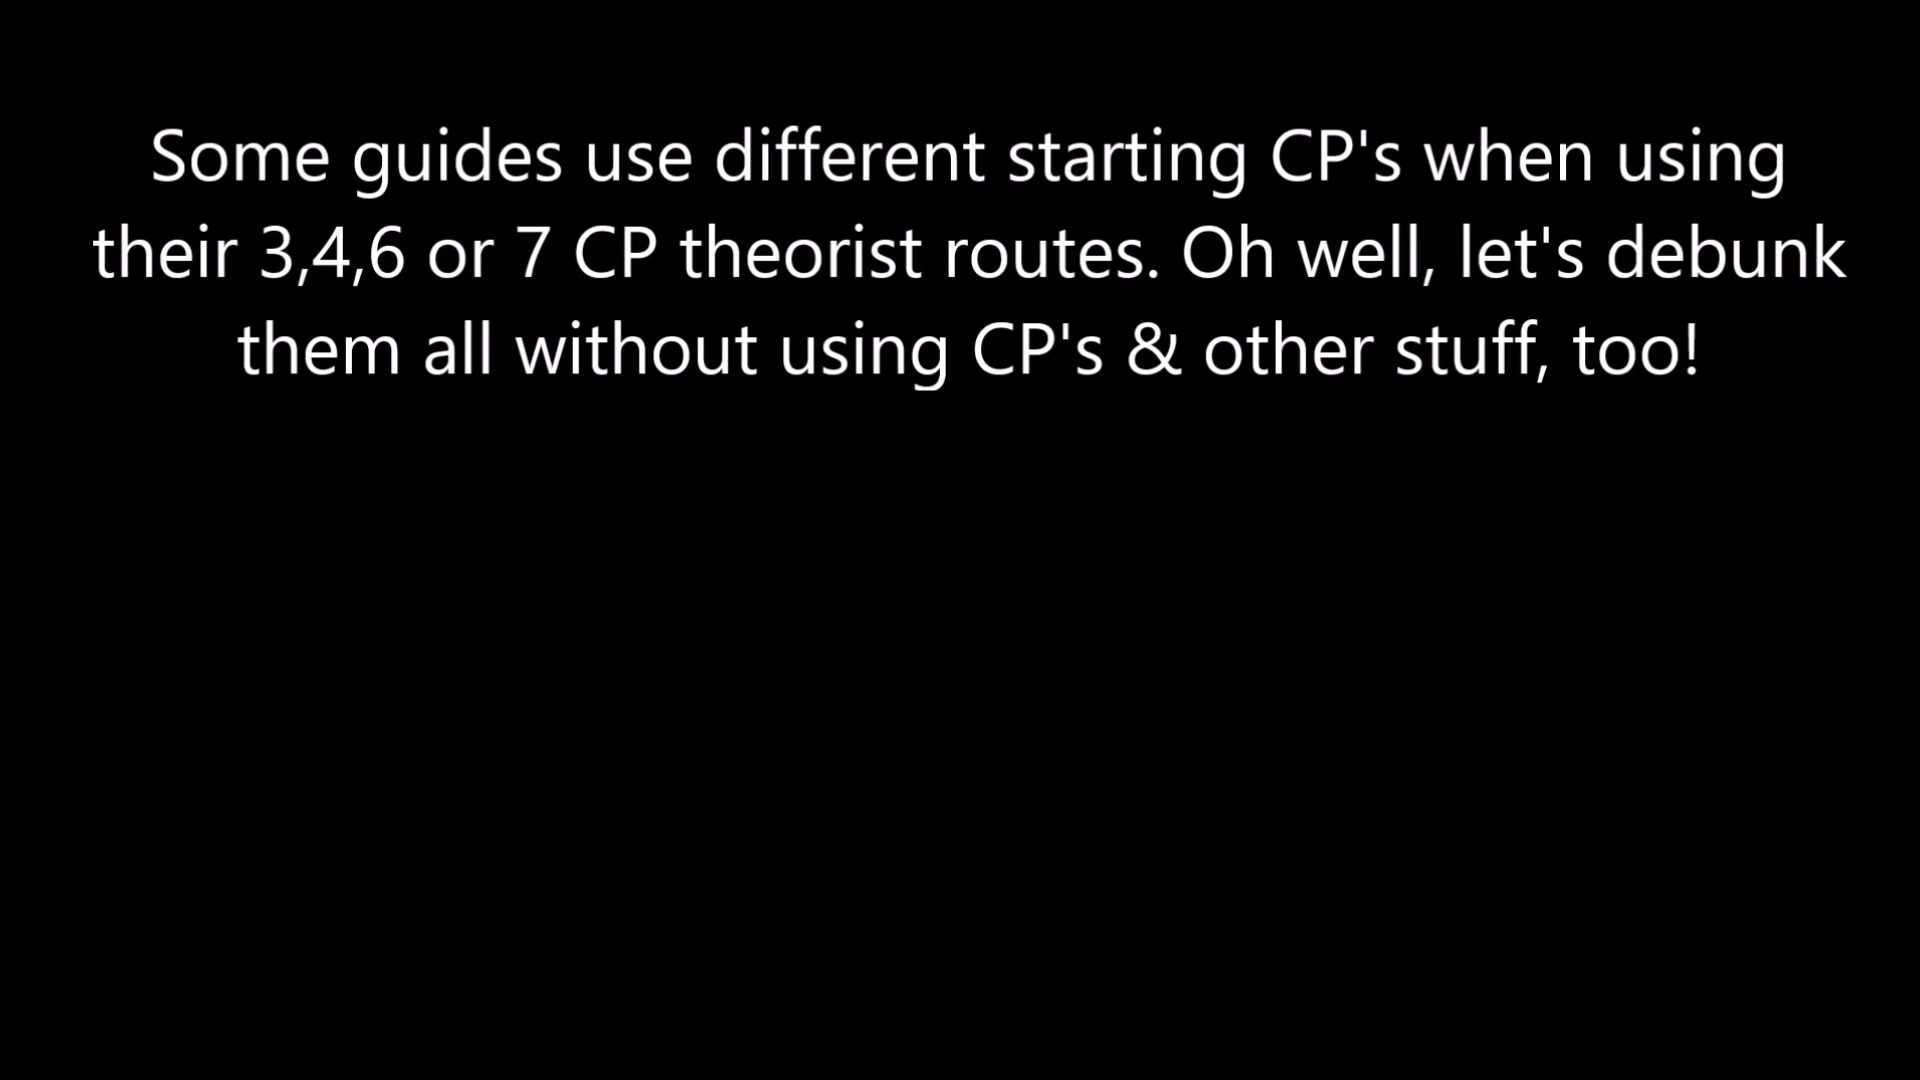 Some guides use different starting CP's when using
their 3,4,6 or 7 CP theorist routes. Oh well, let's debunk
them all without using CP's & other stuff, too!